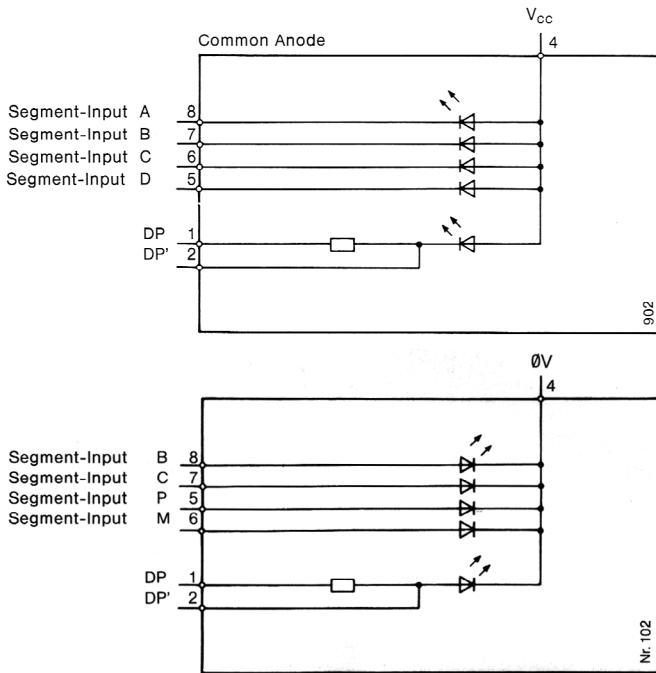 V_CC
4
Common Anode
Segment-Input A 8
Segment-Input B 7
Segment-Input C 6
Segment-Input D 5
DP 1
DP' 2
902
ØV
4
Segment-Input B 8
Segment-Input C 7
Segment-Input P 5
Segment-Input M 6
DP 1
DP' 2
Nr. 102